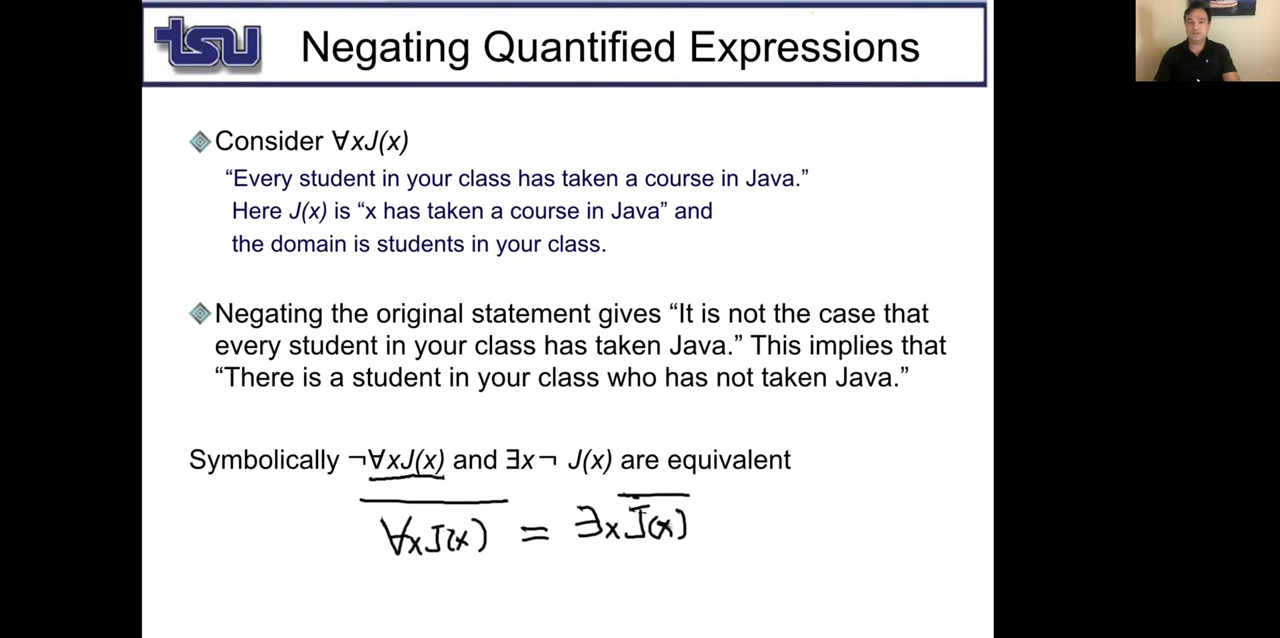 tsu Negating Quantified Expressions
Consider ∀xJ(x)
“Every student in your class has taken a course in Java.”
Here J(x) is “x has taken a course in Java” and
the domain is students in your class.
Negating the original statement gives “It is not the case that
every student in your class has taken Java.” This implies that
“There is a student in your class who has not taken Java.”
Symbolically ¬∀xJ(x) and ∃x¬ J(x) are equivalent
‾∀xJ(x)‾ = ∃x ‾J(x)‾